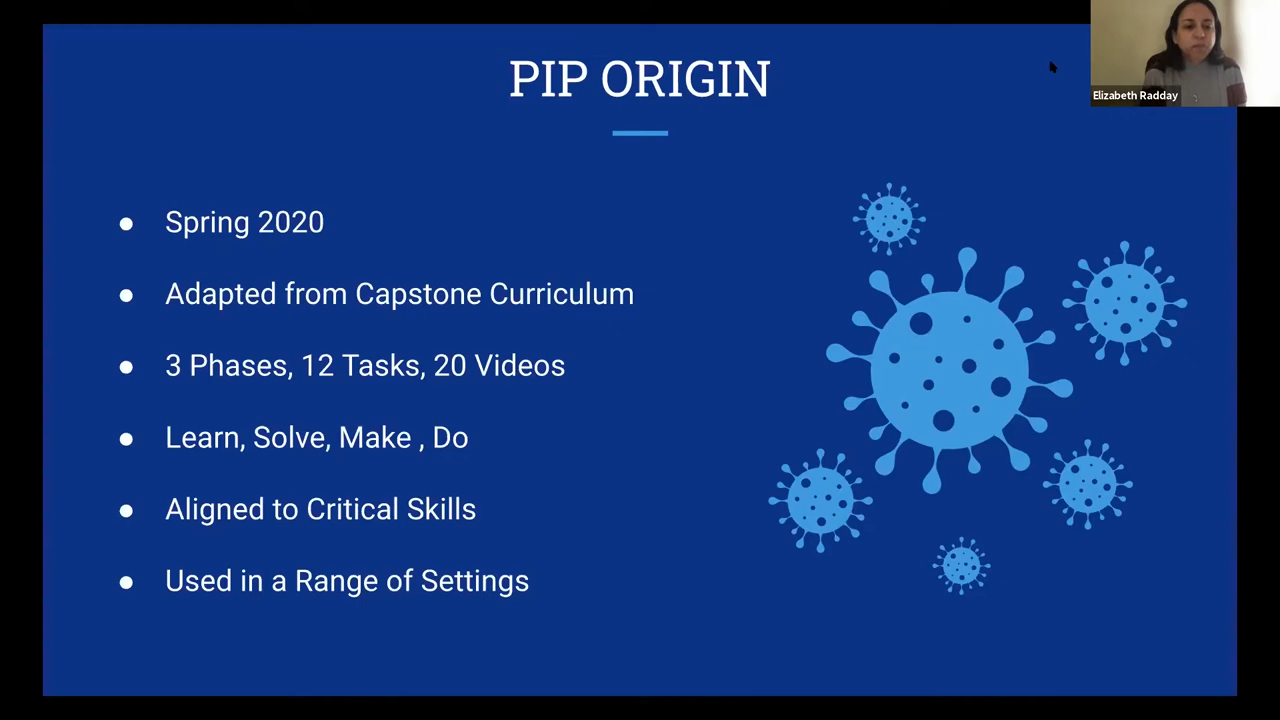 PIP ORIGIN
Elizabeth Radday
● Spring 2020
● Adapted from Capstone Curriculum
● 3 Phases, 12 Tasks, 20 Videos
● Learn, Solve, Make , Do
● Aligned to Critical Skills
● Used in a Range of Settings